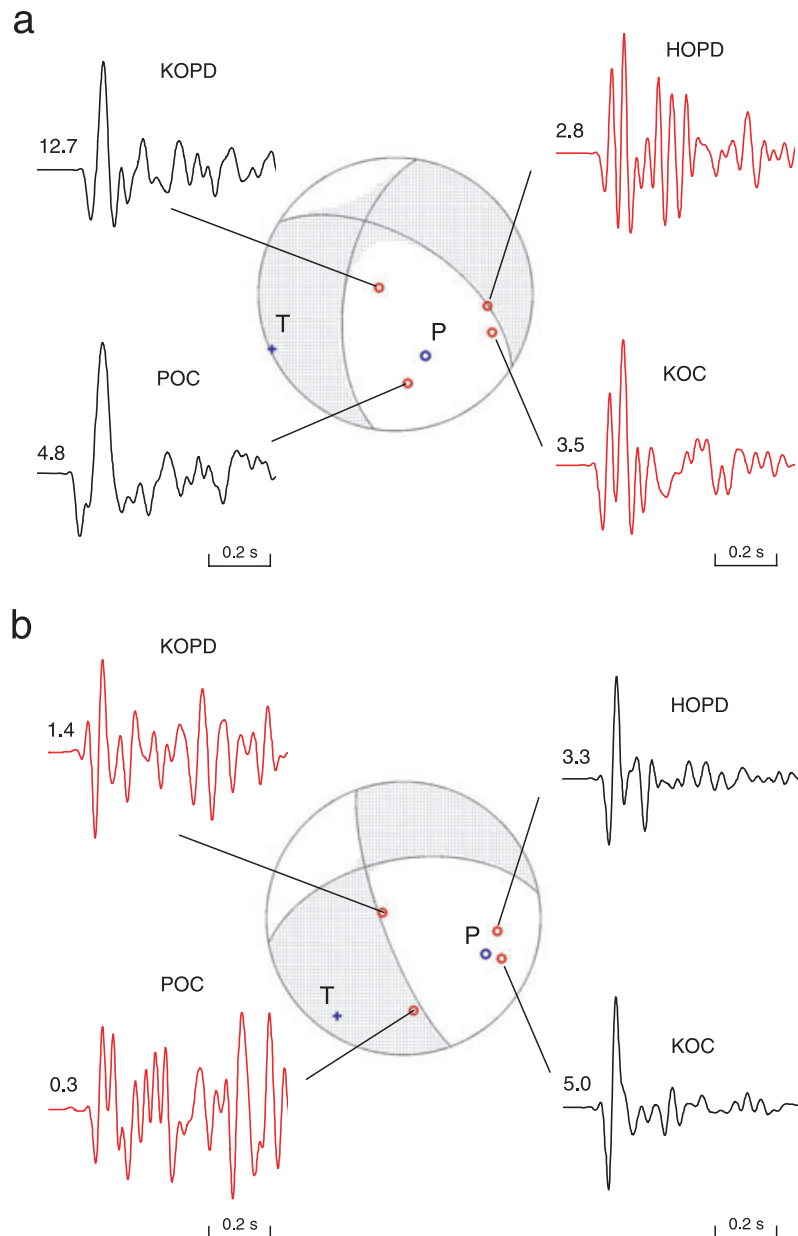 a
KOPD
12.7
HOPD
2.8
T
P
POC
4.8
KOC
3.5
0.2 s
0.2 s
b
KOPD
1.4
HOPD
3.3
P
T
POC
0.3
KOC
5.0
0.2 s
0.2 s